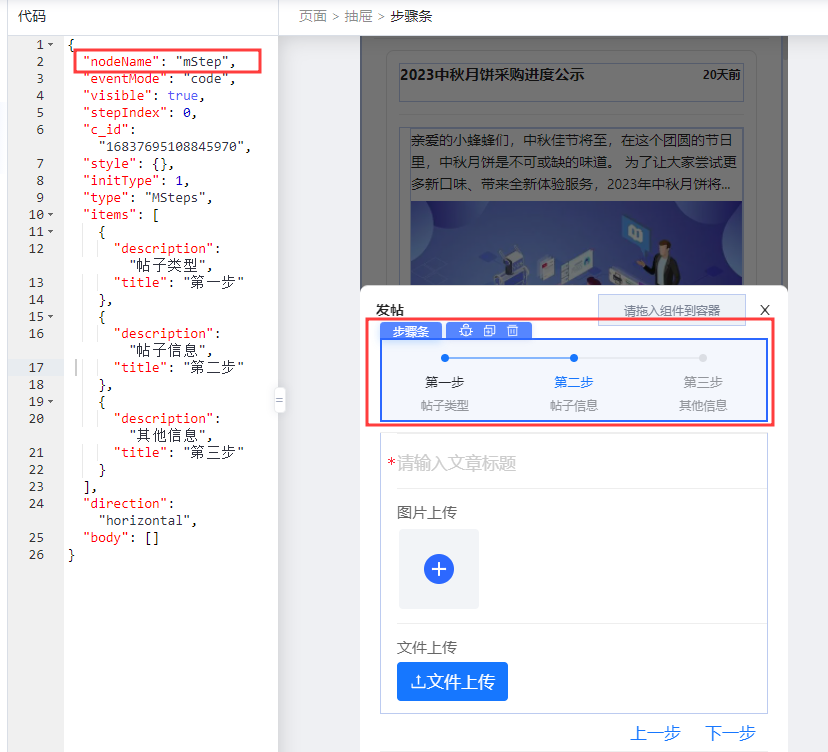 代码
页面 > 抽屉 > 步骤条
1 {
2 "nodeName": "mStep",
3 "eventMode": "code",
4 "visible": true,
5 "stepIndex": 0,
6 "c_id":
"16837695108845970",
7 "style": {},
8 "initType": 1,
9 "type": "MSteps",
10 "items": [
11 {
12 "description":
"帖子类型",
13 "title": "第一步"
14 },
15 {
16 "description":
"帖子信息",
17 "title": "第二步"
18 },
19 {
20 "description":
"其他信息",
21 "title": "第三步"
22 }
23 ],
24 "direction":
"horizontal",
25 "body": []
26 }
2023中秋月饼采购进度公示 20天前
亲爱的小蜂蜂们，中秋佳节将至，在这个团圆的节日
里，中秋月饼是不可或缺的味道。 为了让大家尝试更
多新口味、带来全新体验服务，2023年中秋月饼将...
发帖 请拖入组件到容器 X
步骤条
第一步 第二步 第三步
帖子类型 帖子信息 其他信息
*请输入文章标题
图片上传
文件上传
文件上传
上一步 下一步